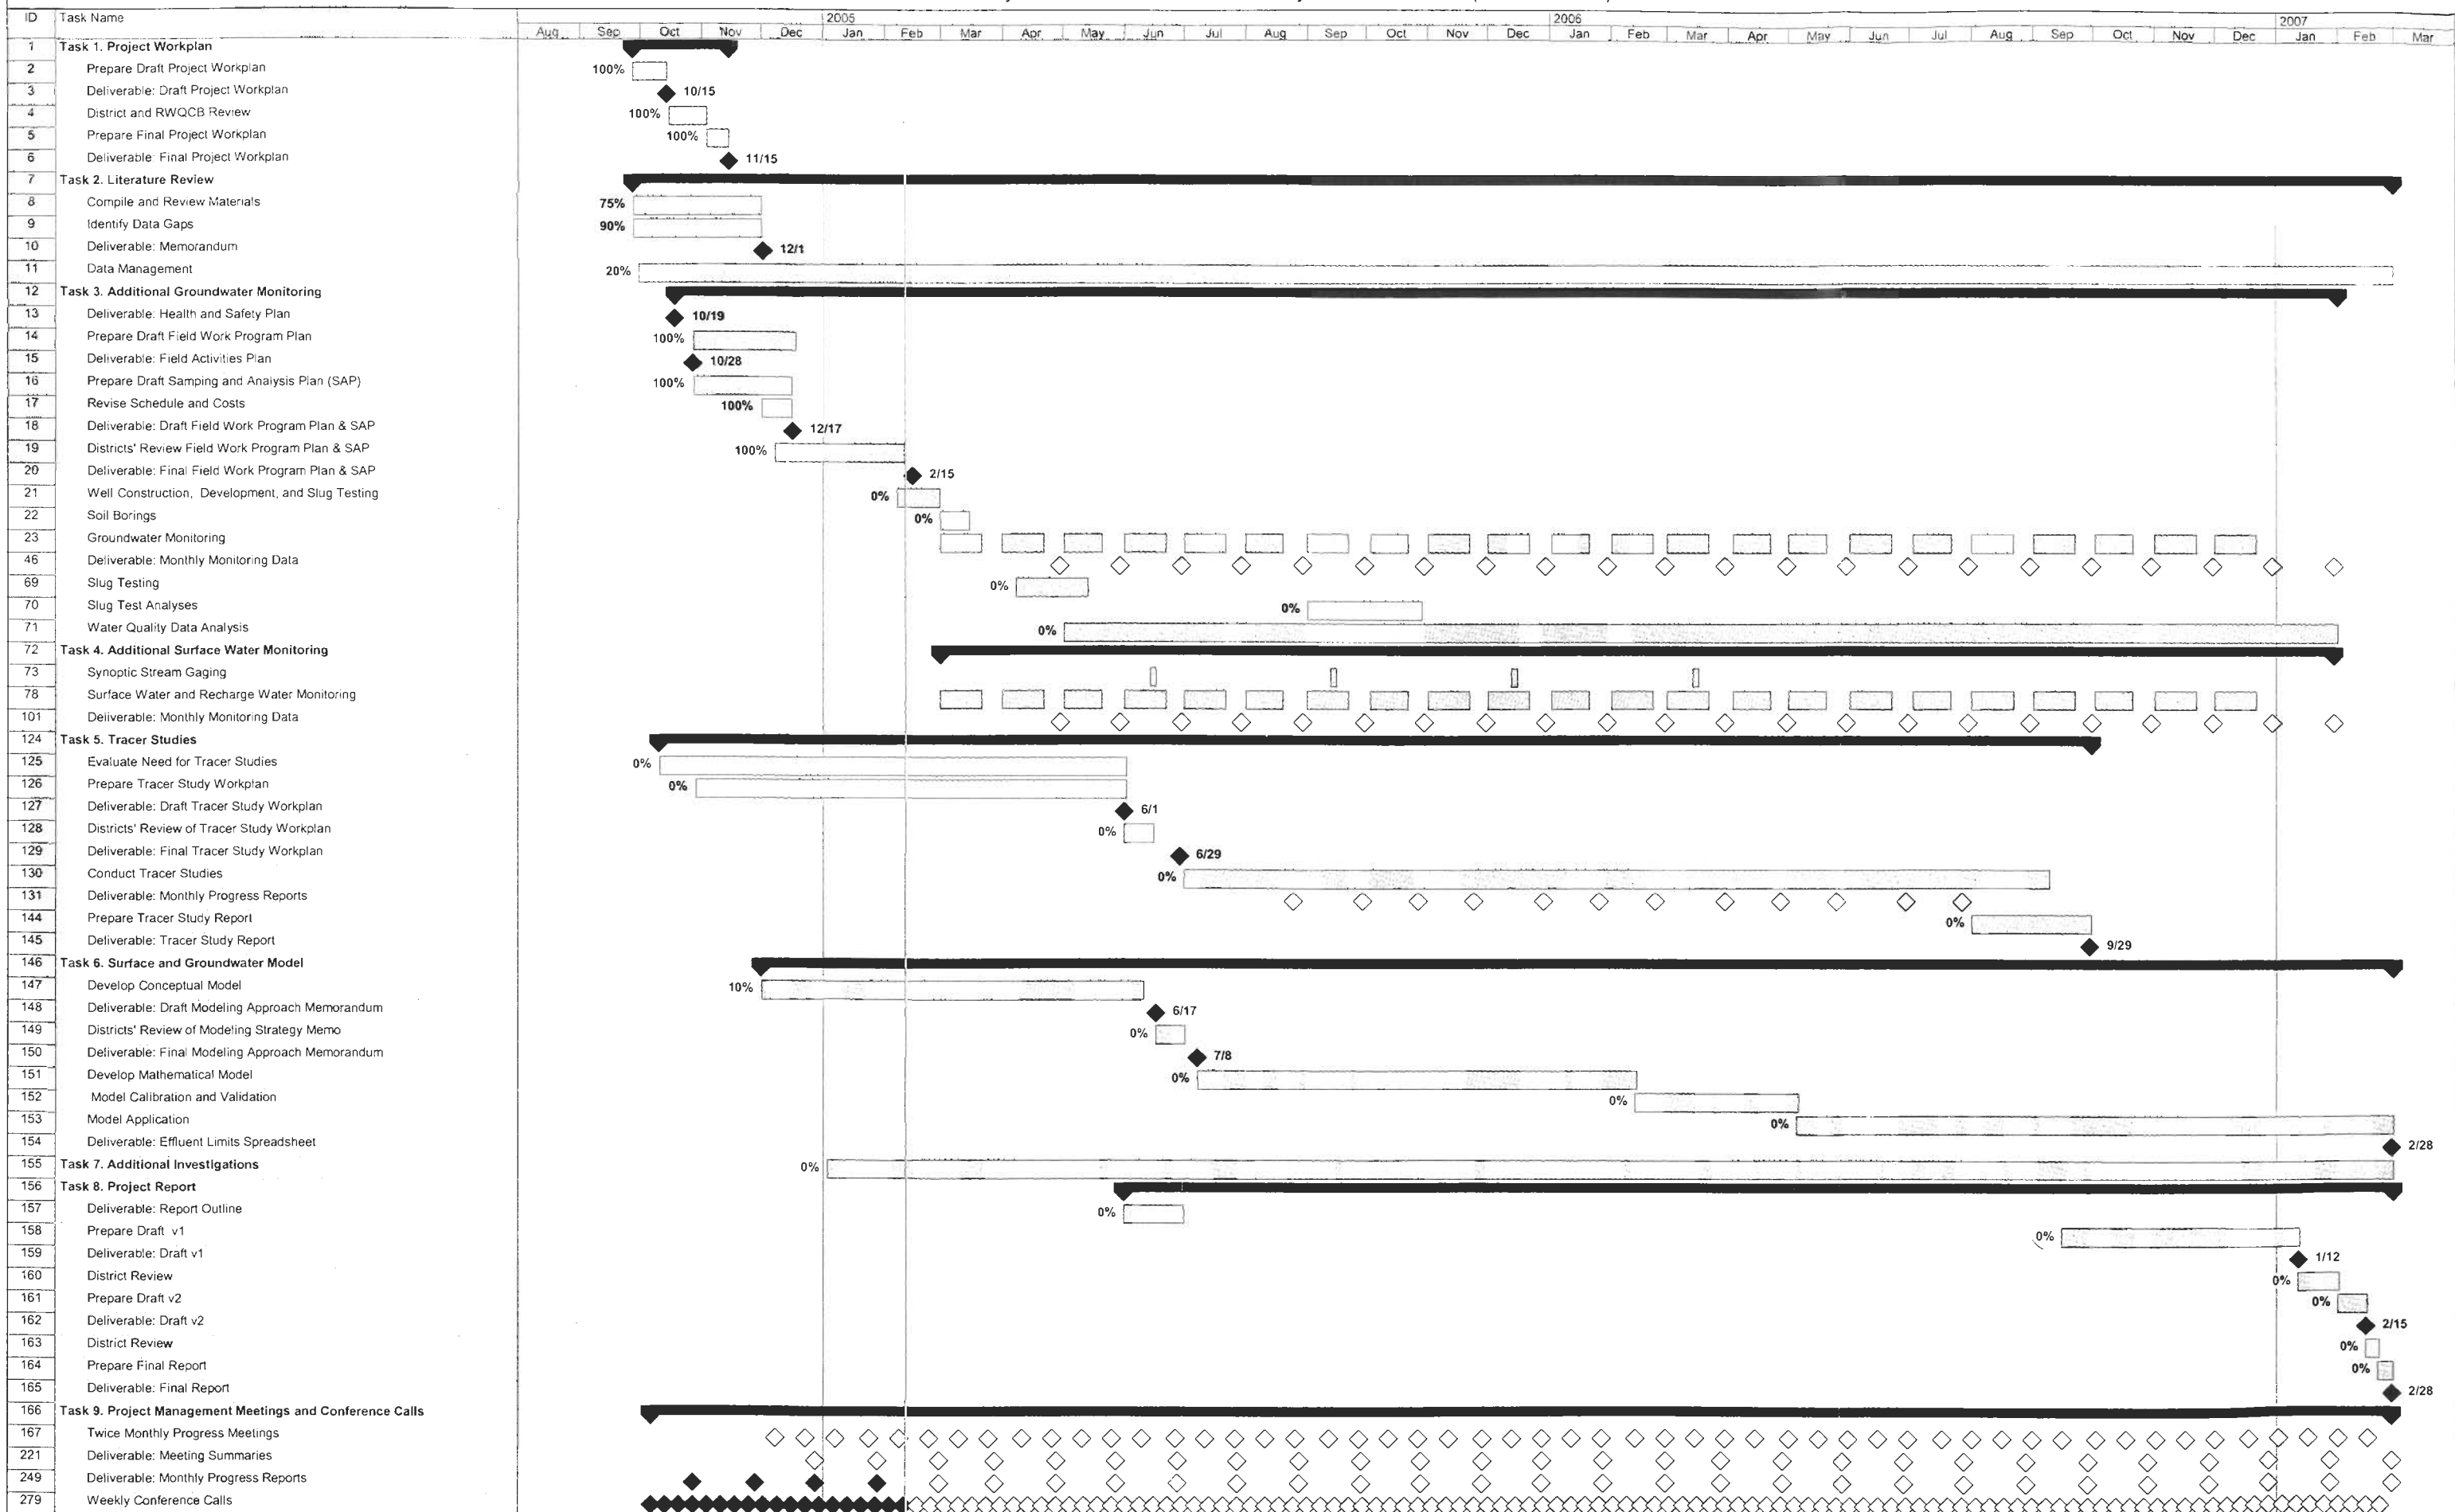 ID Task Name 2005 2006 2007
Aug Sep Oct Nov Dec Jan Feb Mar Apr May Jun Jul Aug Sep Oct Nov Dec Jan Feb Mar Apr May Jun Jul Aug Sep Oct Nov Dec Jan Feb Mar
1 Task 1. Project Workplan
2 Prepare Draft Project Workplan 100%
3 Deliverable: Draft Project Workplan 10/15
4 District and RWQCB Review 100%
5 Prepare Final Project Workplan 100%
6 Deliverable: Final Project Workplan 11/15
7 Task 2. Literature Review
8 Compile and Review Materials 75%
9 Identify Data Gaps 90%
10 Deliverable: Memorandum 12/1
11 Data Management 20%
12 Task 3. Additional Groundwater Monitoring
13 Deliverable: Health and Safety Plan 10/19
14 Prepare Draft Field Work Program Plan 100%
15 Deliverable: Field Activities Plan 10/28
16 Prepare Draft Samping and Analysis Plan (SAP) 100%
17 Revise Schedule and Costs 100%
18 Deliverable: Draft Field Work Program Plan & SAP 12/17
19 Districts' Review Field Work Program Plan & SAP 100%
20 Deliverable: Final Field Work Program Plan & SAP 2/15
21 Well Construction, Development, and Slug Testing 0%
22 Soil Borings 0%
23 Groundwater Monitoring
46 Deliverable: Monthly Monitoring Data
69 Slug Testing 0%
70 Slug Test Analyses 0%
71 Water Quality Data Analysis 0%
72 Task 4. Additional Surface Water Monitoring
73 Synoptic Stream Gaging
78 Surface Water and Recharge Water Monitoring
101 Deliverable: Monthly Monitoring Data
124 Task 5. Tracer Studies
125 Evaluate Need for Tracer Studies 0%
126 Prepare Tracer Study Workplan 0%
127 Deliverable: Draft Tracer Study Workplan 6/1
128 Districts' Review of Tracer Study Workplan 0%
129 Deliverable: Final Tracer Study Workplan 6/29
130 Conduct Tracer Studies 0%
131 Deliverable: Monthly Progress Reports
144 Prepare Tracer Study Report 0%
145 Deliverable: Tracer Study Report 9/29
146 Task 6. Surface and Groundwater Model
147 Develop Conceptual Model 10%
148 Deliverable: Draft Modeling Approach Memorandum 6/17
149 Districts' Review of Modeling Strategy Memo 0%
150 Deliverable: Final Modeling Approach Memorandum 7/8
151 Develop Mathematical Model 0%
152 Model Calibration and Validation 0%
153 Model Application 0%
154 Deliverable: Effluent Limits Spreadsheet 2/28
155 Task 7. Additional Investigations 0%
156 Task 8. Project Report
157 Deliverable: Report Outline 0%
158 Prepare Draft v1 0%
159 Deliverable: Draft v1 1/12
160 District Review 0%
161 Prepare Draft v2 0%
162 Deliverable: Draft v2 2/15
163 District Review 0%
164 Prepare Final Report 0%
165 Deliverable: Final Report 2/28
166 Task 9. Project Management Meetings and Conference Calls
167 Twice Monthly Progress Meetings
221 Deliverable: Meeting Summaries
249 Deliverable: Monthly Progress Reports
279 Weekly Conference Calls